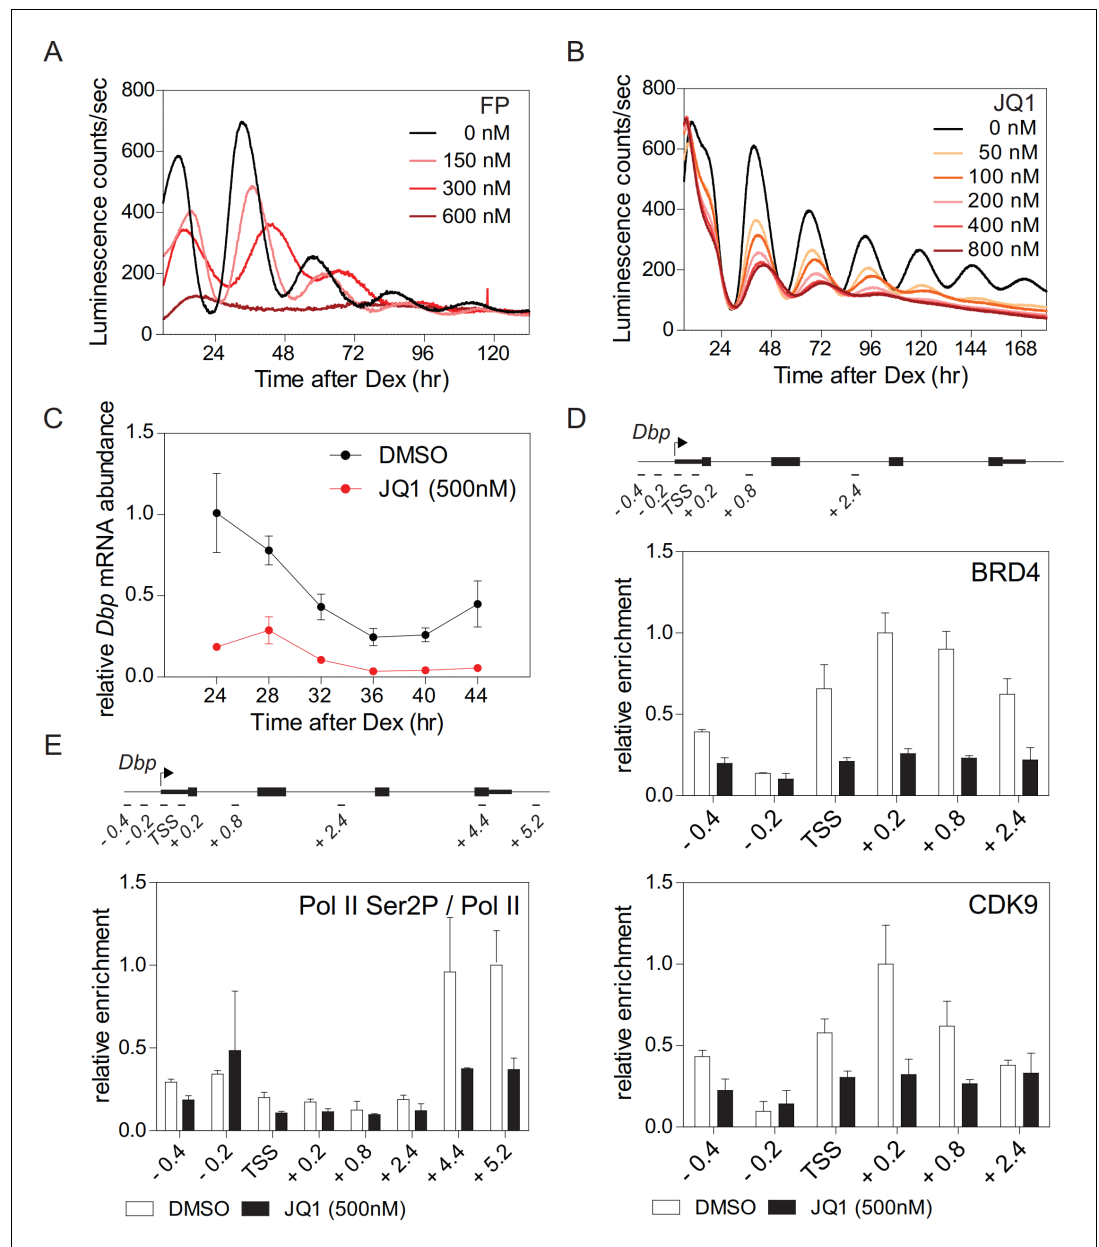 A
800
600
400
200
0
Luminescence counts/sec
FP
0 nM
150 nM
300 nM
600 nM
24 48 72 96 120
Time after Dex (hr)
B
800
600
400
200
0
Luminescence counts/sec
JQ1
0 nM
50 nM
100 nM
200 nM
400 nM
800 nM
24 48 72 96 120 144 168
Time after Dex (hr)
C
1.5
1.0
0.5
0.0
relative Dbp mRNA abundance
DMSO
JQ1 (500nM)
24 28 32 36 40 44
Time after Dex (hr)
D
Dbp
- 0.4 - 0.2 TSS + 0.2 + 0.8 + 2.4
1.5
1.0
0.5
0.0
relative enrichment
BRD4
- 0.4 - 0.2 TSS + 0.2 + 0.8 + 2.4
1.5
1.0
0.5
0.0
relative enrichment
CDK9
- 0.4 - 0.2 TSS + 0.2 + 0.8 + 2.4
DMSO JQ1 (500nM)
E
Dbp
- 0.4 - 0.2 TSS + 0.2 + 0.8 + 2.4 + 4.4 + 5.2
1.5
1.0
0.5
0.0
relative enrichment
Pol II Ser2P / Pol II
- 0.4 - 0.2 TSS + 0.2 + 0.8 + 2.4 + 4.4 + 5.2
DMSO JQ1 (500nM)